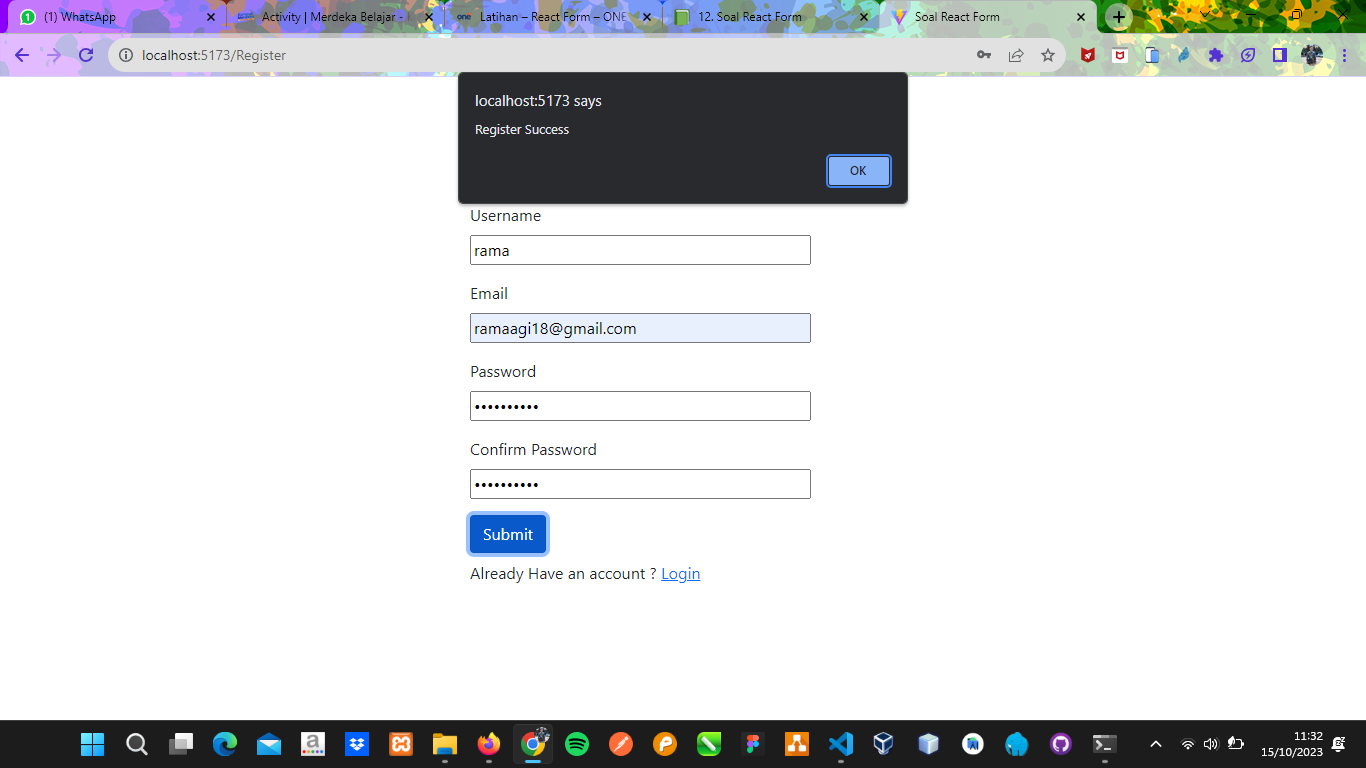 (1) WhatsApp
Activity | Merdeka Belajar -
Latihan – React Form – ONE
12. Soal React Form
Soal React Form
localhost:5173/Register
localhost:5173 says
Register Success
OK
Username
rama
Email
ramaagi18@gmail.com
Password
••••••••••
Confirm Password
••••••••••
Submit
Already Have an account ? Login
11:32
15/10/2023